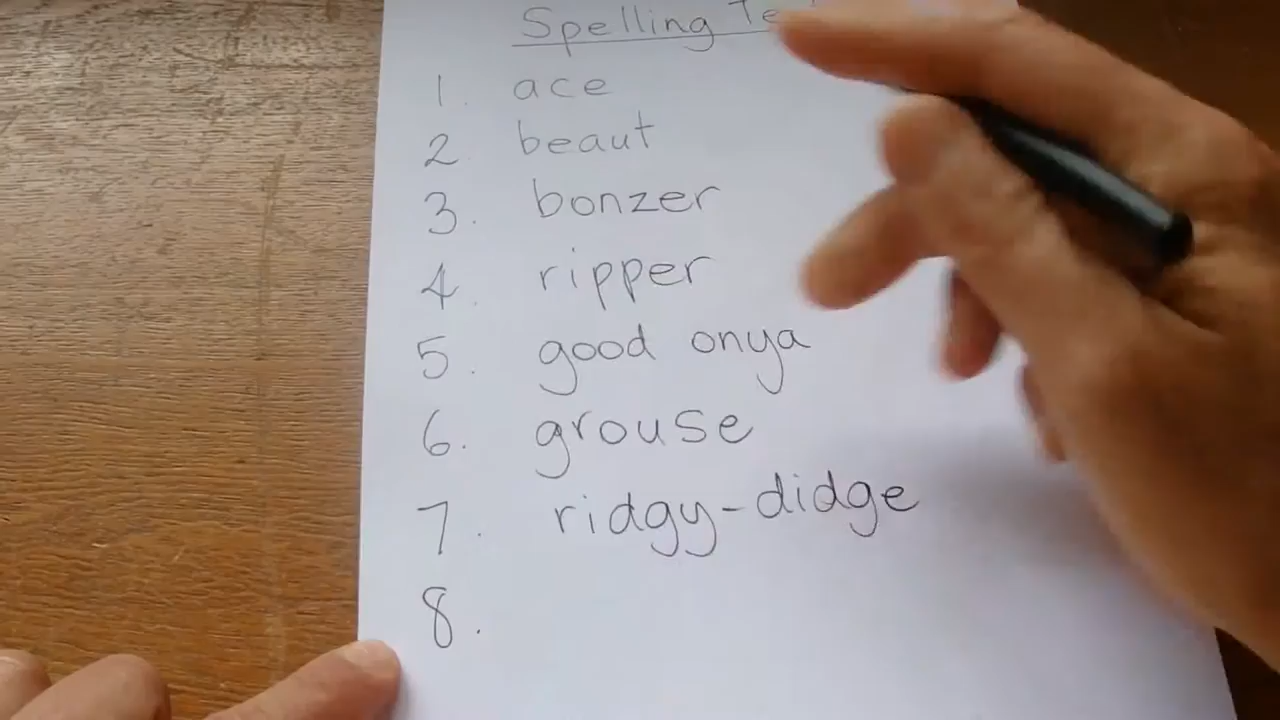 Spelling
1. ace
2 beaut
3. bonzer
4. ripper
5. good onya
6. grouse
7. ridgy-didge
8.